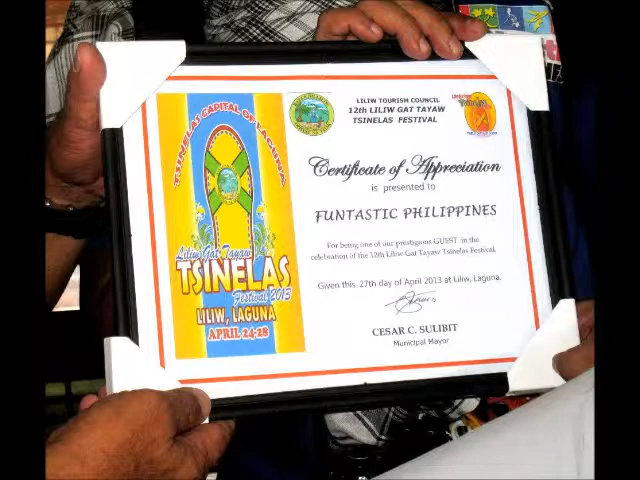 TSINELAS CAPITAL OF LAGUNA
Liliw Gat Tayaw
TSINELAS
Festival 2013
LILIW, LAGUNA
APRIL 24-28
LILIW TOURISM COUNCIL
12th LILIW GAT TAYAW
TSINELAS FESTIVAL
Certificate of Appreciation
is presented to
FUNTASTIC PHILIPPINES
For being one of our prestigious GUEST in the
celebration of the 12th Liliw Gat Tayaw Tsinelas Festival.
Given this 27th day of April 2013 at Liliw, Laguna.
CESAR C. SULIBIT
Municipal Mayor